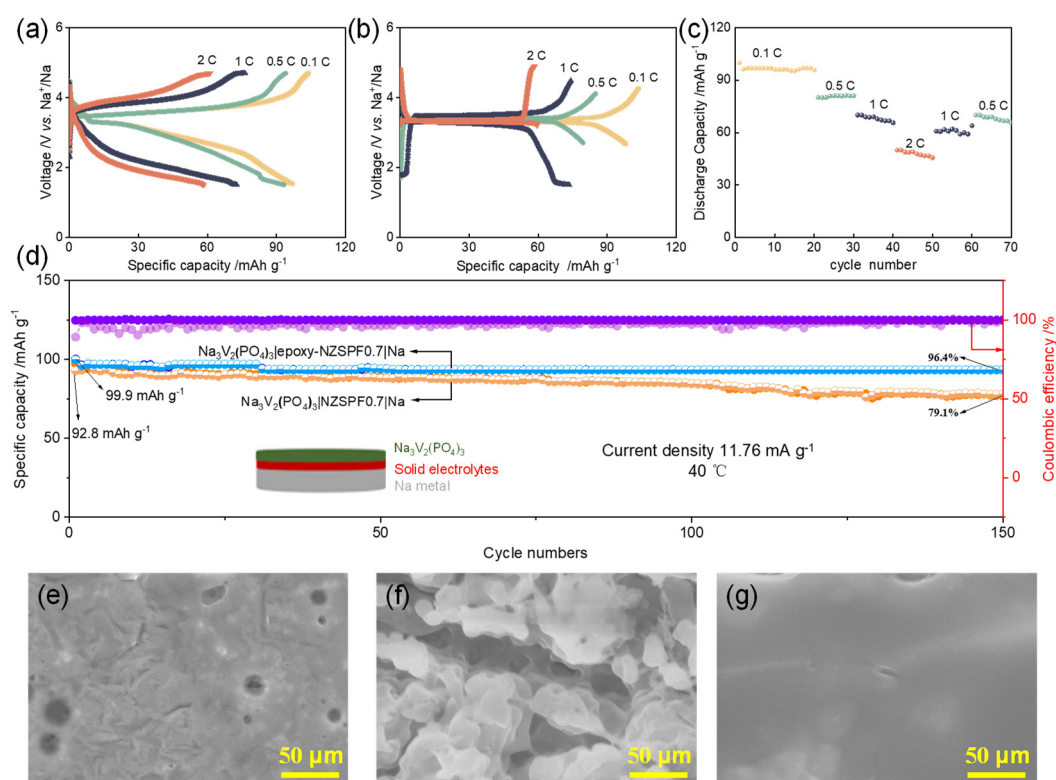 (a)
6
4
2
0
Voltage /V vs. Na⁺/Na
2 C
1 C
0.5 C
0.1 C
0
30
60
90
120
Specific capacity /mAh g⁻¹
(b)
6
4
2
0
Voltage /V vs. Na⁺/Na
2 C
1 C
0.5 C
0.1 C
0
30
60
90
120
Specific capacity /mAh g⁻¹
(c)
120
90
60
30
0
Discharge Capacity /mAh g⁻¹
0.1 C
0.5 C
1 C
2 C
1 C
0.5 C
0
10
20
30
40
50
60
70
cycle number
(d)
150
100
50
0
Specific capacity /mAh g⁻¹
Na₃V₂(PO₄)₃|epoxy-NZSPF0.7|Na
99.9 mAh g⁻¹
Na₃V₂(PO₄)₃|NZSPF0.7|Na
92.8 mAh g⁻¹
96.4%
79.1%
Na₃V₂(PO₄)₃
Solid electrolytes
Na metal
Current density 11.76 mA g⁻¹
40 ℃
100
50
0
Coulombic efficiency /%
0
50
100
150
Cycle numbers
(e)
50 μm
(f)
50 μm
(g)
50 μm